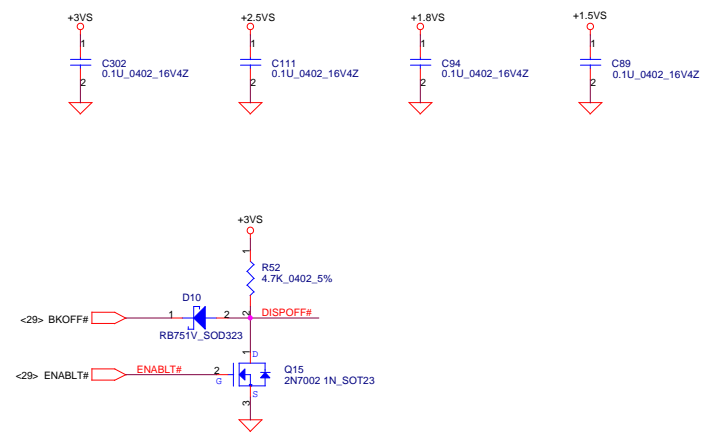 +3VS
+2.5VS
+1.8VS
+1.5VS
1
1
1
1
C302
0.1U_0402_16V4Z
C111
0.1U_0402_16V4Z
C94
0.1U_0402_16V4Z
C89
0.1U_0402_16V4Z
2
2
2
2
+3VS
1
R52
4.7K_0402_5%
D10
1
2
2
DISPOFF#
<29> BKOFF#
RB751V_SOD323
1
D
<29> ENABLT#
ENABLT#
2
G
Q15
2N7002 1N_SOT23
S
3